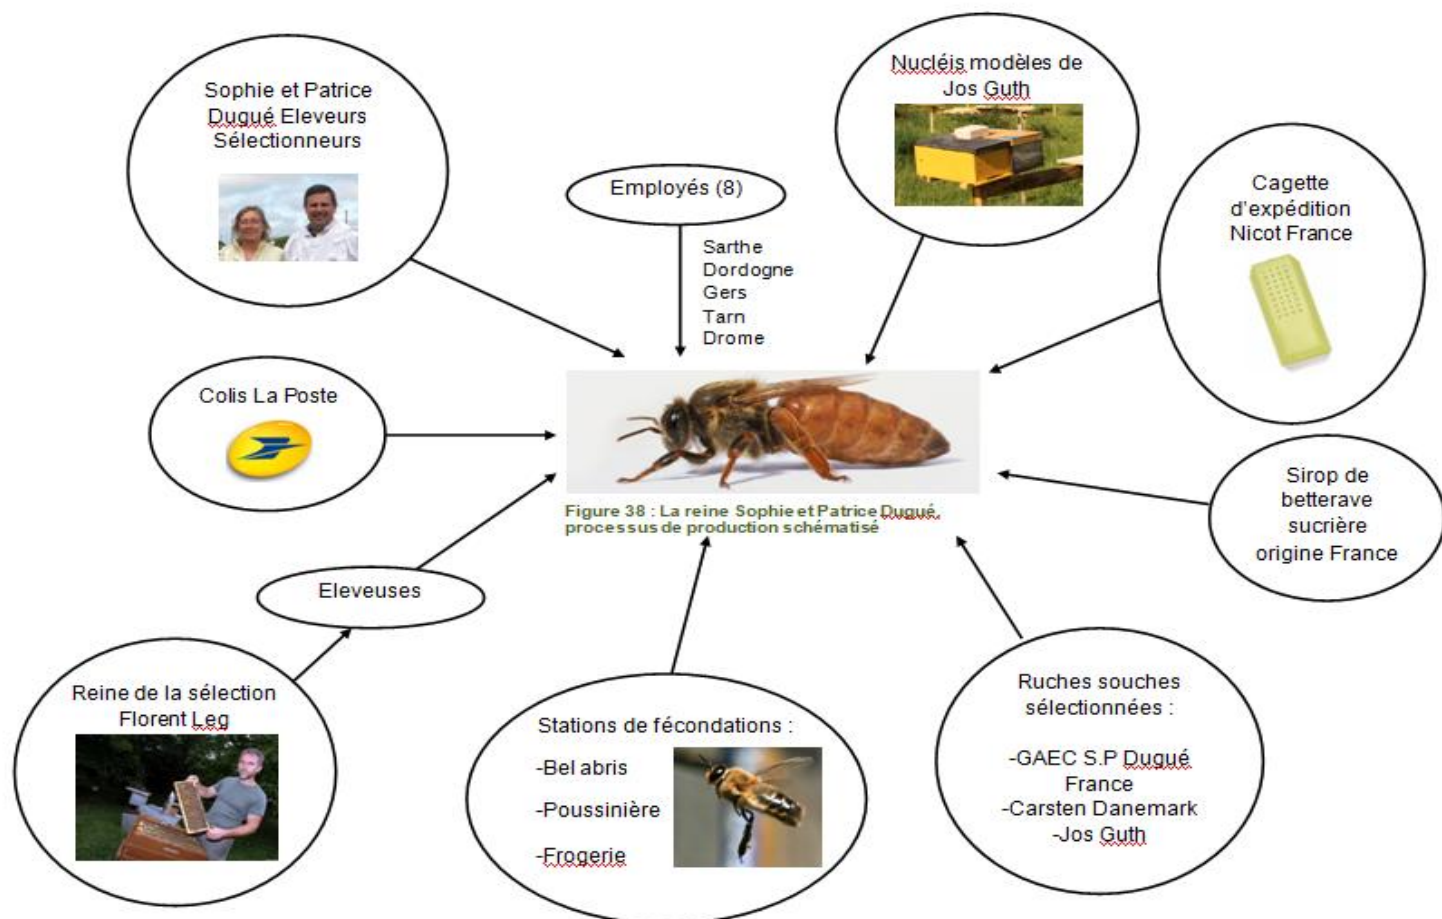 Sophie et Patrice
Dugué Eleveurs
Sélectionneurs
Employés (8)
Sarthe
Dordogne
Gers
Tarn
Drome
Nucléis modèles de
Jos Guth
Cagette
d'expédition
Nicot France
Colis La Poste
Figure 38 : La reine Sophie et Patrice Dugué,
processus de production schématisé
Sirop de
betterave
sucrière
origine France
Eleveuses
Reine de la sélection
Florent Leg
Stations de fécondations :
-Bel abris
-Poussinière
-Frogerie
Ruches souches
sélectionnées :
-GAEC S.P Dugué
France
-Carsten Danemark
-Jos Guth